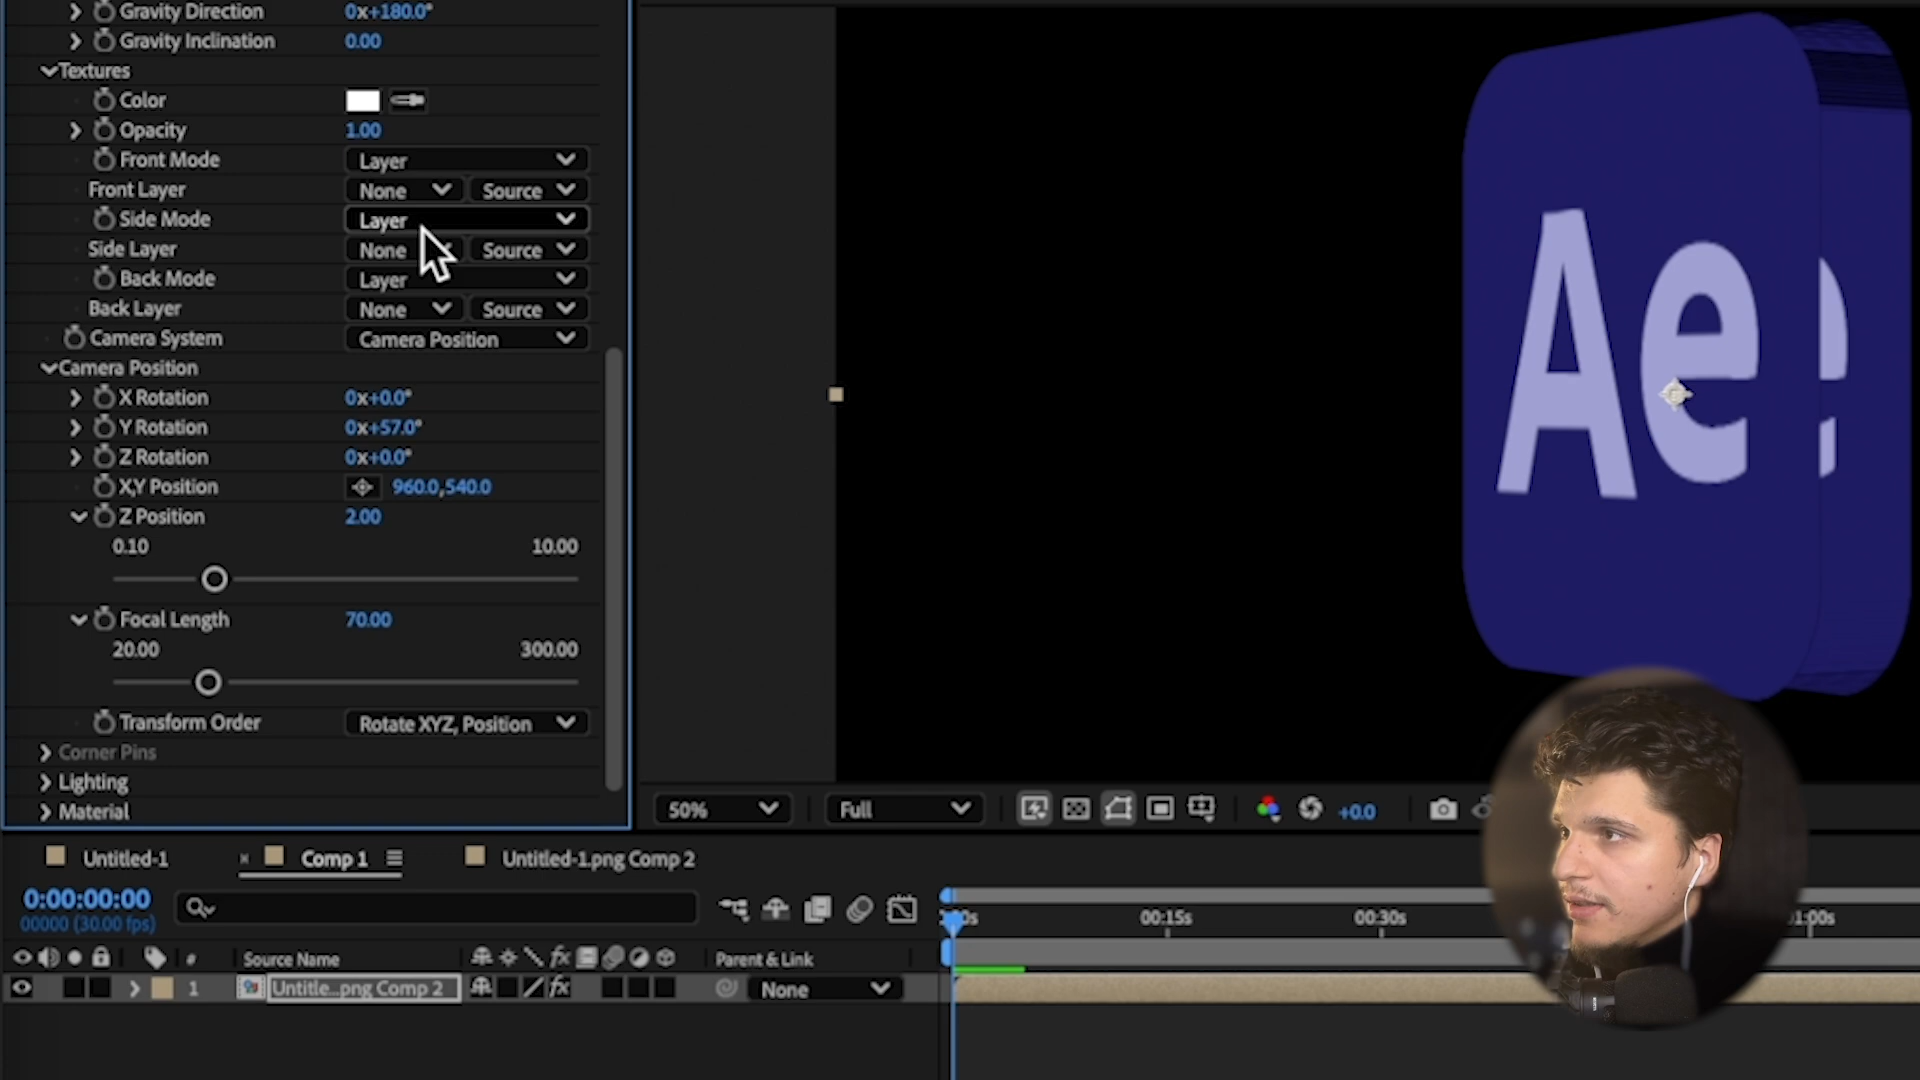 Gravity Direction 0x+180.0°
Gravity Inclination 0.00
Textures
Color
Opacity 1.00
Front Mode Layer
Front Layer None Source
Side Mode Layer
Side Layer None Source
Back Mode Layer
Back Layer None Source
Camera System Camera Position
Camera Position
X Rotation 0x+0.0°
Y Rotation 0x+57.0°
Z Rotation 0x+0.0°
X,Y Position 960.0,540.0
Z Position 2.00
0.10 10.00
Focal Length 70.00
20.00 300.00
Transform Order Rotate XYZ, Position
Corner Pins
Lighting
Material
Ae
e
50% Full +0.0
Untitled-1 Comp 1 Untitled-1.png Comp 2
0:00:00:00
00000 (30.00 fps)
00:15s 00:30s
# Source Name fx Parent & Link
1 Untitle...png Comp 2 fx None